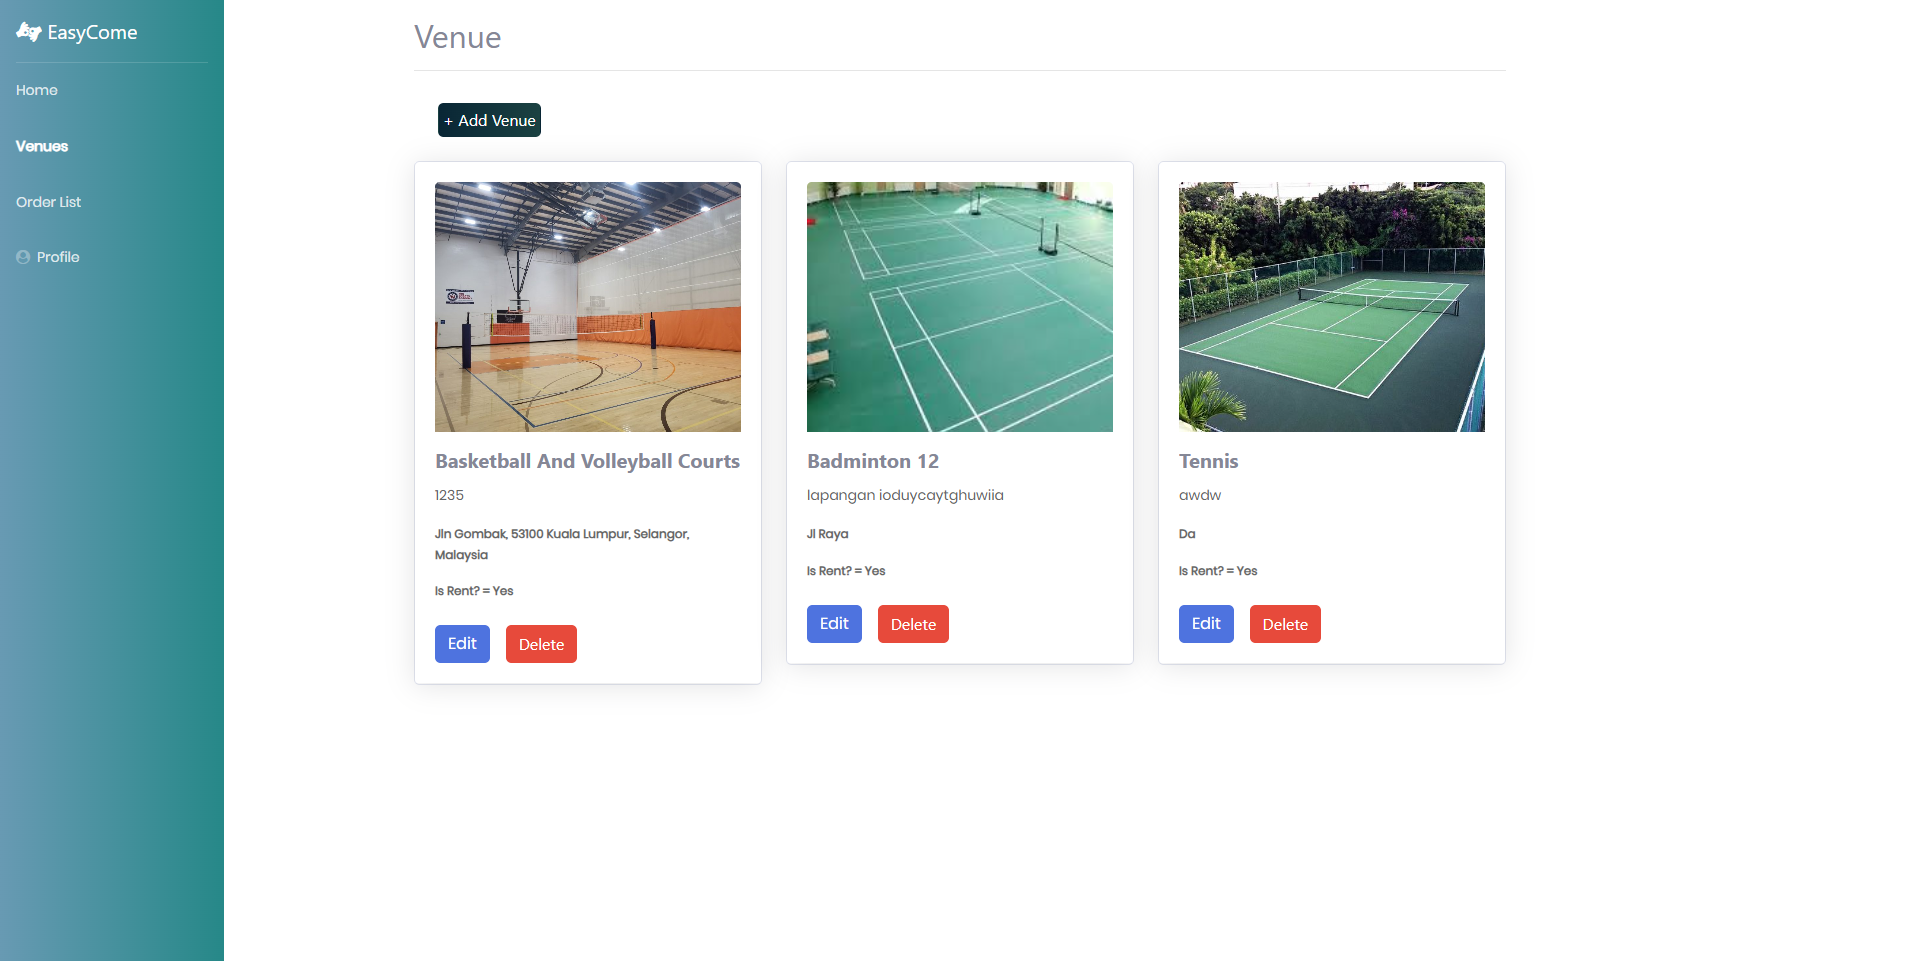 EasyCome
Home
Venues
Order List
Profile
Venue
+ Add Venue
Basketball And Volleyball Courts
1235
Jln Gombak, 53100 Kuala Lumpur, Selangor,
Malaysia
Is Rent? = Yes
Edit
Delete
Badminton 12
lapangan ioduycaytghuwiia
Jl Raya
Is Rent? = Yes
Edit
Delete
Tennis
awdw
Da
Is Rent? = Yes
Edit
Delete